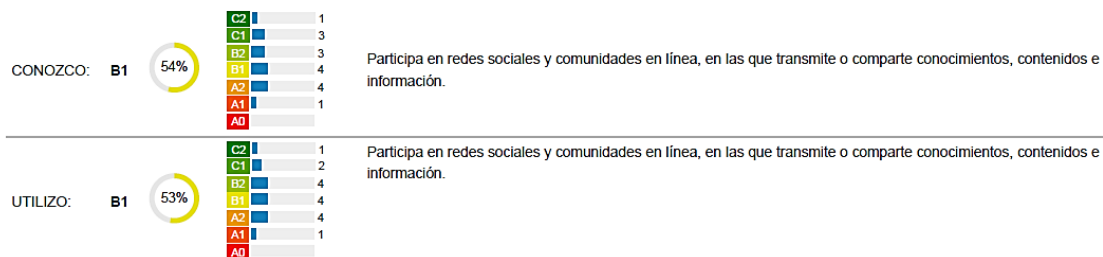 C2 1
C1 3
B2 3
B1 4
A2 4
A1 1
A0
CONOZCO: B1 54%
Participa en redes sociales y comunidades en línea, en las que transmite o comparte conocimientos, contenidos e
información.
C2 1
C1 2
B2 4
B1 4
A2 4
A1 1
A0
UTILIZO: B1 53%
Participa en redes sociales y comunidades en línea, en las que transmite o comparte conocimientos, contenidos e
información.